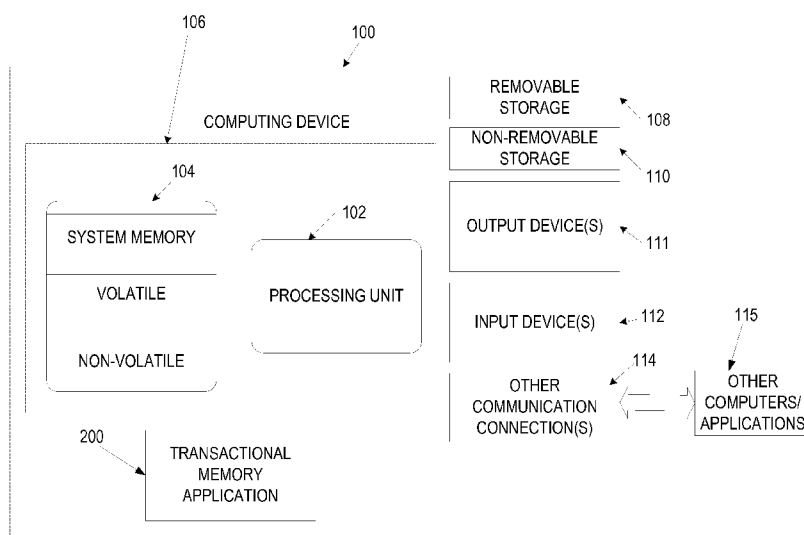 106
100
COMPUTING DEVICE
REMOVABLE
STORAGE
108
NON-REMOVABLE
STORAGE
110
104
SYSTEM MEMORY
VOLATILE
NON-VOLATILE
102
PROCESSING UNIT
OUTPUT DEVICE(S)
111
INPUT DEVICE(S)
112
114
OTHER
COMMUNICATION
CONNECTION(S)
115
OTHER
COMPUTERS/
APPLICATIONS
200
TRANSACTIONAL
MEMORY
APPLICATION